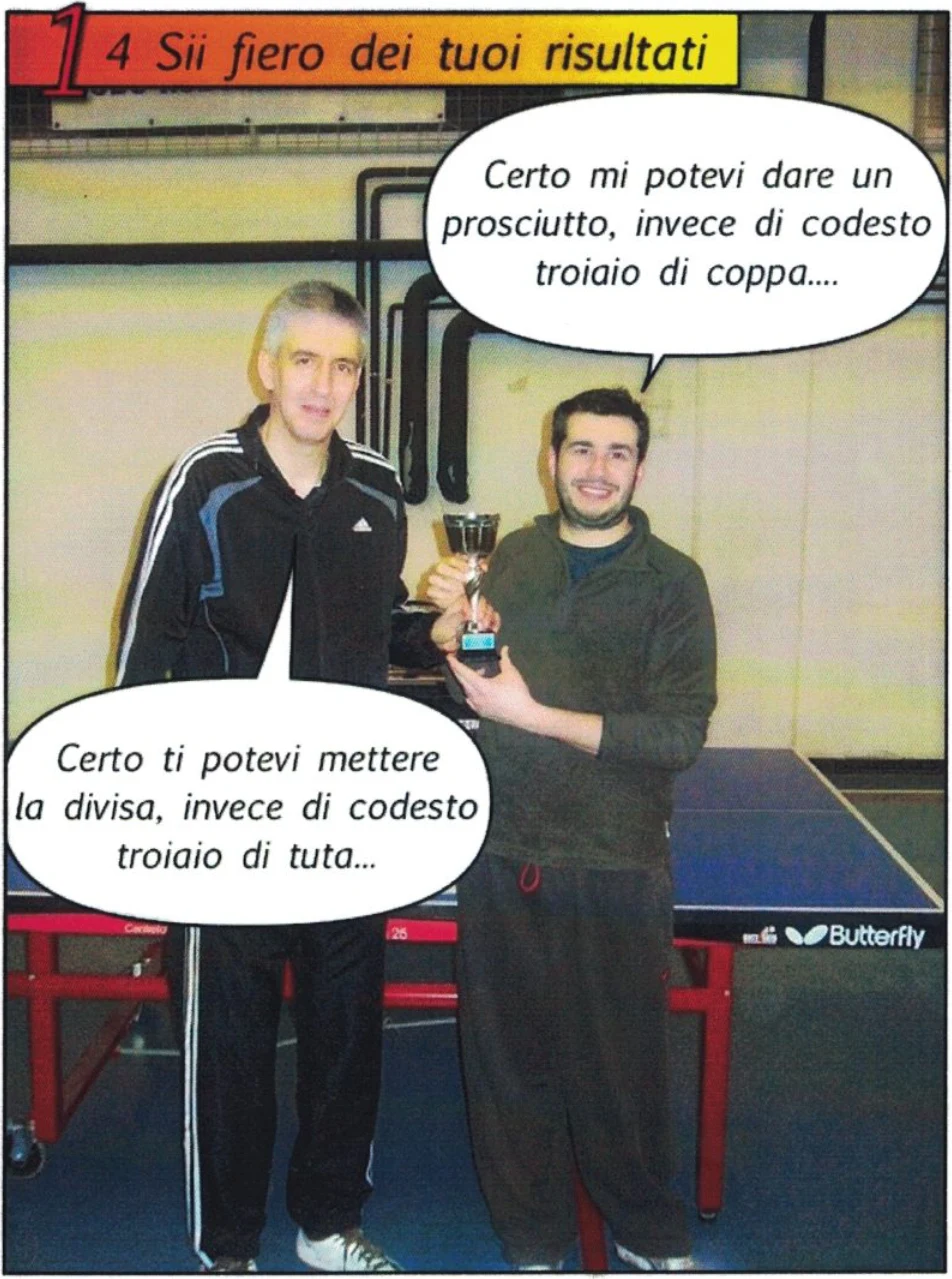 14 Sii fiero dei tuoi risultati
Certo mi potevi dare un
prosciutto, invece di codesto
troiaio di coppa....
Certo ti potevi mettere
la divisa, invece di codesto
troiaio di tuta...
25
Butterfly